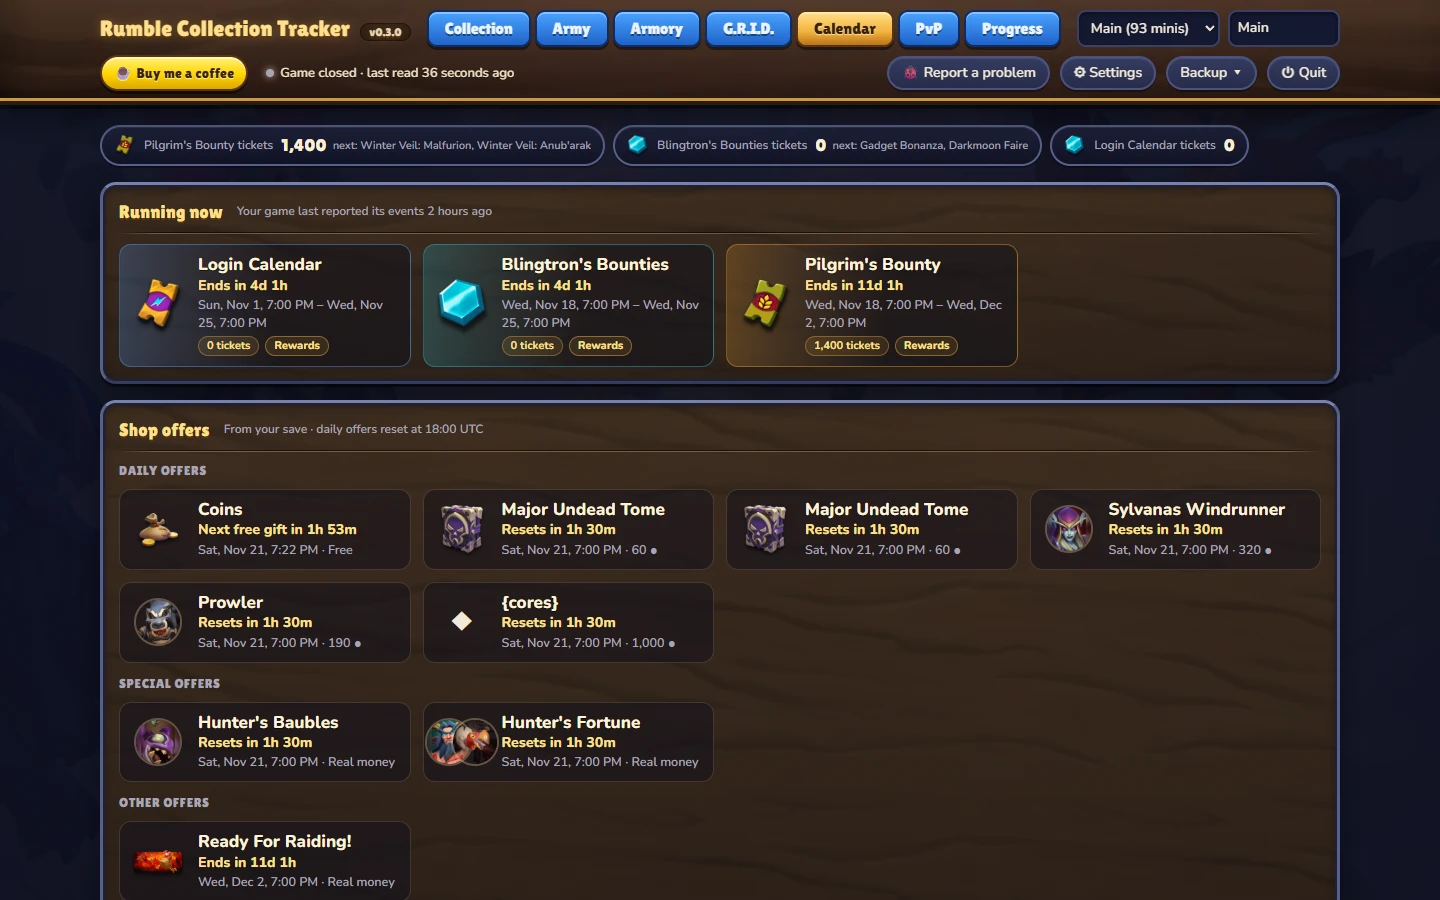 Rumble Collection Tracker v0.3.0 Collection Army Armory G.R.I.D. Calendar PvP Progress Main (93 minis) Main
Buy me a coffee Game closed · last read 36 seconds ago Report a problem Settings Backup Quit
Pilgrim's Bounty tickets 1,400 next: Winter Veil: Malfurion, Winter Veil: Anub'arak Blingtron's Bounties tickets 0 next: Gadget Bonanza, Darkmoon Faire Login Calendar tickets 0
Running now Your game last reported its events 2 hours ago
Login Calendar
Ends in 4d 1h
Sun, Nov 1, 7:00 PM – Wed, Nov
25, 7:00 PM
0 tickets Rewards
Blingtron's Bounties
Ends in 4d 1h
Wed, Nov 18, 7:00 PM – Wed, Nov
25, 7:00 PM
0 tickets Rewards
Pilgrim's Bounty
Ends in 11d 1h
Wed, Nov 18, 7:00 PM – Wed, Dec
2, 7:00 PM
1,400 tickets Rewards
Shop offers From your save · daily offers reset at 18:00 UTC
DAILY OFFERS
Coins
Next free gift in 1h 53m
Sat, Nov 21, 7:22 PM · Free
Major Undead Tome
Resets in 1h 30m
Sat, Nov 21, 7:00 PM · 60 ●
Major Undead Tome
Resets in 1h 30m
Sat, Nov 21, 7:00 PM · 60 ●
Sylvanas Windrunner
Resets in 1h 30m
Sat, Nov 21, 7:00 PM · 320 ●
Prowler
Resets in 1h 30m
Sat, Nov 21, 7:00 PM · 190 ●
{cores}
Resets in 1h 30m
Sat, Nov 21, 7:00 PM · 1,000 ●
SPECIAL OFFERS
Hunter's Baubles
Resets in 1h 30m
Sat, Nov 21, 7:00 PM · Real money
Hunter's Fortune
Resets in 1h 30m
Sat, Nov 21, 7:00 PM · Real money
OTHER OFFERS
Ready For Raiding!
Ends in 11d 1h
Wed, Dec 2, 7:00 PM · Real money